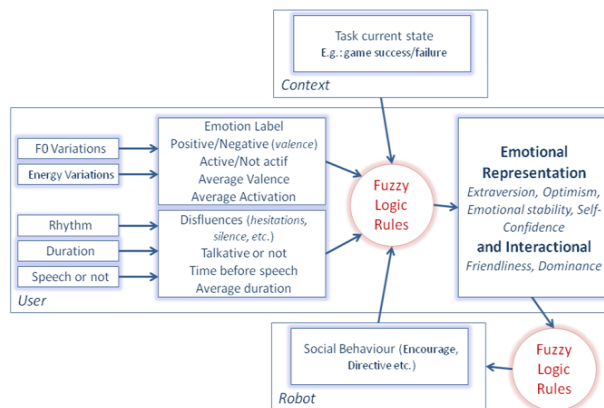 Task current state
E.g.: game success/failure
Context
F0 Variations
Energy Variations
Emotion Label
Positive/Negative (valence)
Active/Not actif
Average Valence
Average Activation
Rhythm
Duration
Speech or not
User
Disfluences (hesitations,
silence, etc.)
Talkative or not
Time before speech
Average duration
Fuzzy
Logic
Rules
Emotional
Representation
Extraversion, Optimism,
Emotional stability, Self-
Confidence
and Interactional
Friendliness, Dominance
Social Behaviour (Encourage,
Directive etc.)
Robot
Fuzzy
Logic
Rules